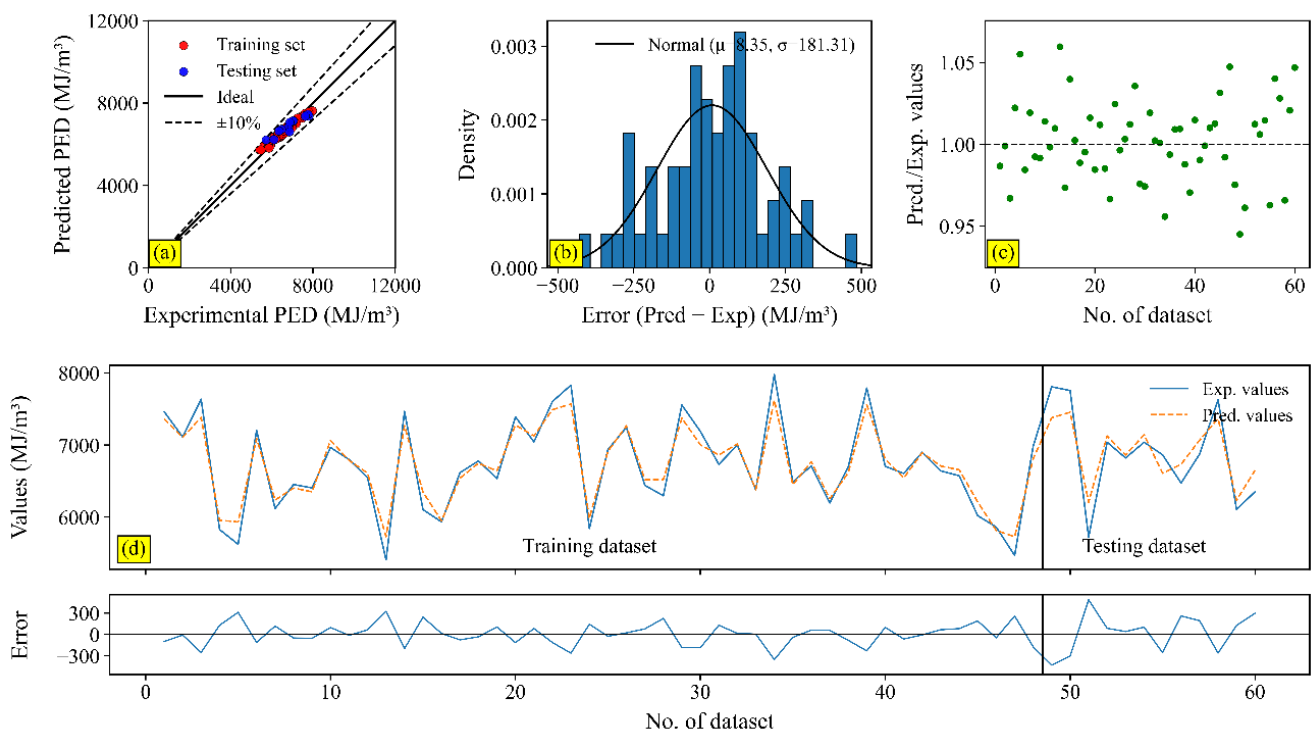 12000
8000
4000
0
Predicted PED (MJ/m³)
Training set
Testing set
Ideal
±10%
(a)
0 4000 8000 12000
Experimental PED (MJ/m³)
0.003
0.002
0.001
0.000
Density
Normal (μ 8.35, σ 181.31)
(b)
−500 −250 0 250 500
Error (Pred − Exp) (MJ/m³)
1.05
1.00
0.95
Pred./Exp. values
(c)
0 20 40 60
No. of dataset
8000
7000
6000
Values (MJ/m³)
Exp. values
Pred. values
(d)
Training dataset
Testing dataset
300
0
−300
Error
0 10 20 30 40 50 60
No. of dataset